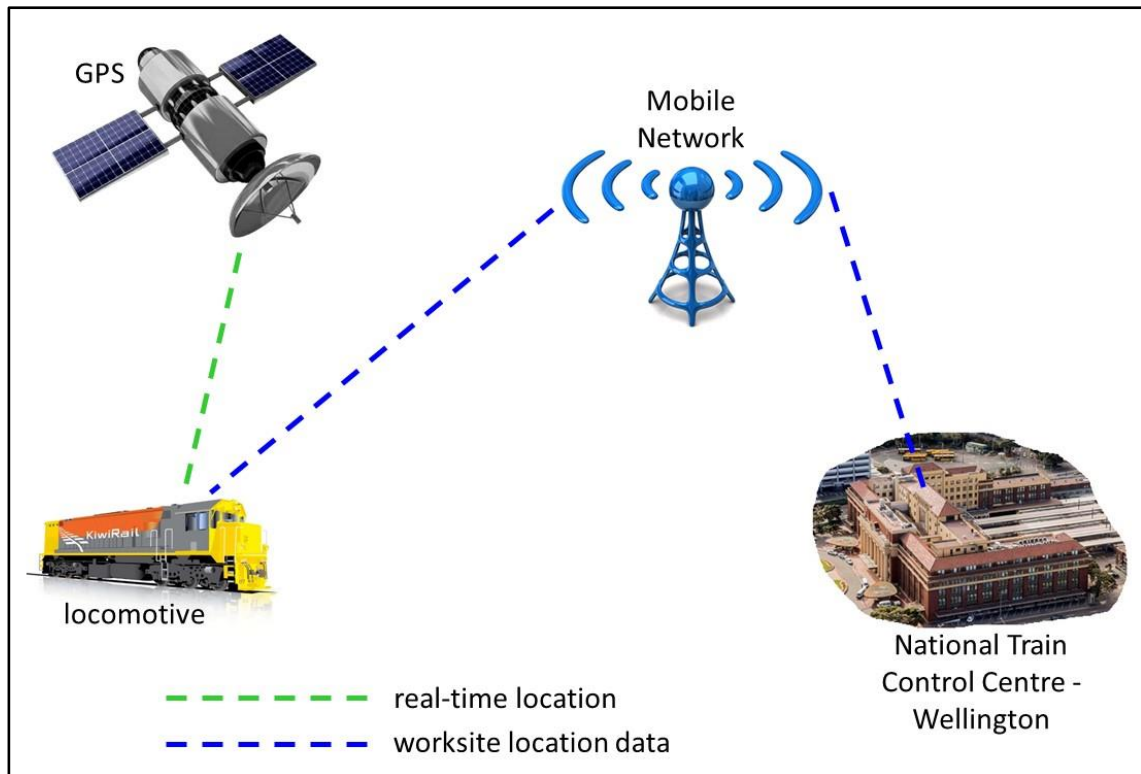 GPS
Mobile
Network
KiwiRail
locomotive
National Train
Control Centre -
Wellington
real-time location
worksite location data